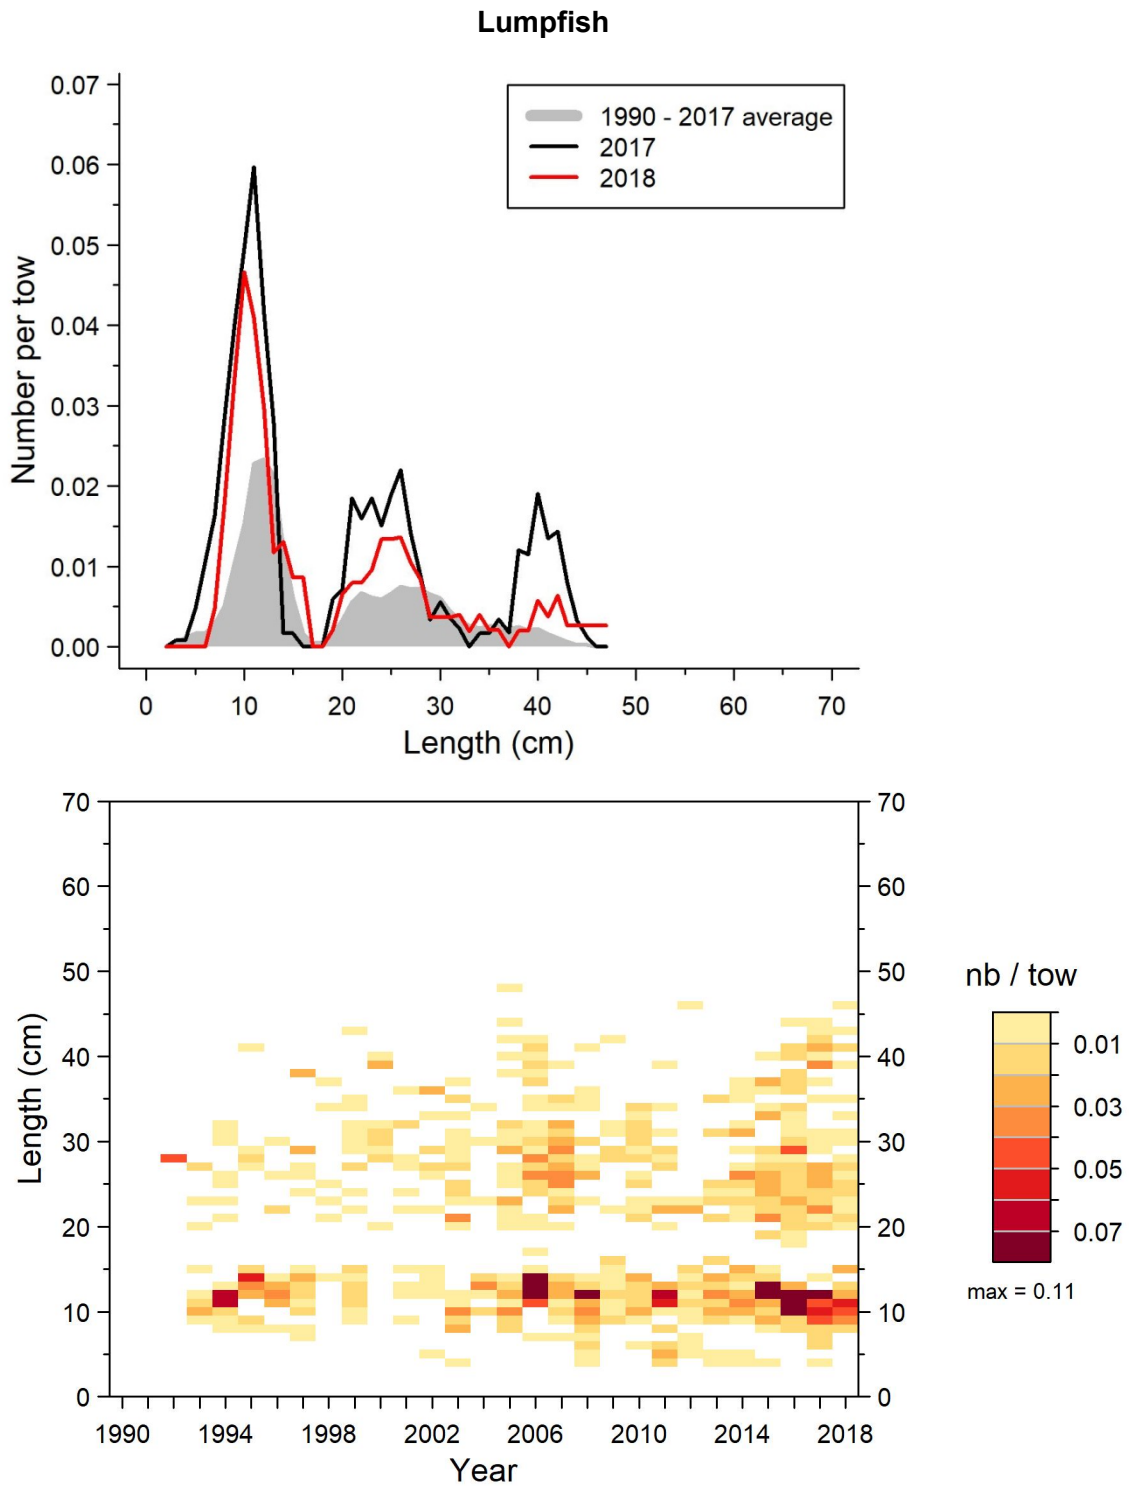 Lumpfish
0.07
0.06
0.05
0.04
0.03
0.02
0.01
0.00
Number per tow
1990 - 2017 average
2017
2018
0 10 20 30 40 50 60 70
Length (cm)
70 70
60 60
50 50
40 40
30 30
20 20
10 10
0 0
Length (cm)
1990 1994 1998 2002 2006 2010 2014 2018
Year
nb / tow
0.01
0.03
0.05
0.07
max = 0.11